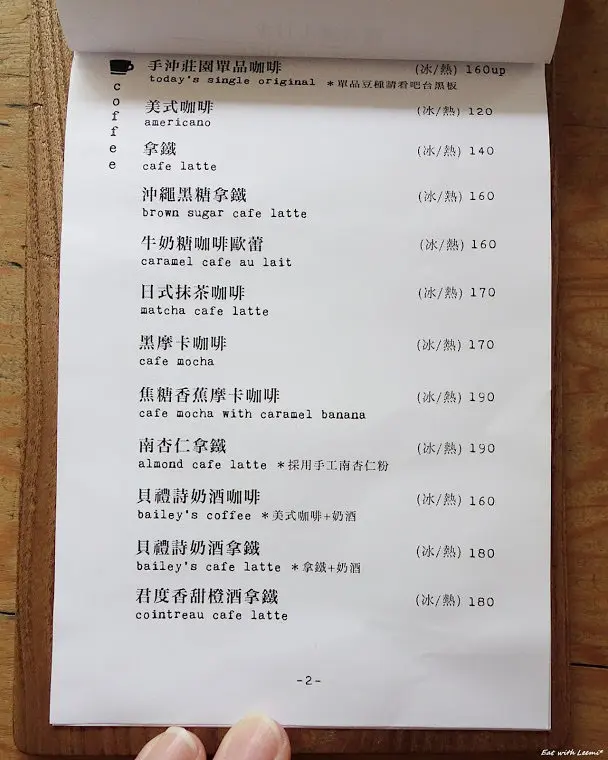 coffee
手沖莊園單品咖啡 (冰/熱) 160up
today's single original ＊單品豆種請看吧台黑板
美式咖啡 (冰/熱) 120
americano
拿鐵 (冰/熱) 140
cafe latte
沖繩黑糖拿鐵 (冰/熱) 160
brown sugar cafe latte
牛奶糖咖啡歐蕾 (冰/熱) 160
caramel cafe au lait
日式抹茶咖啡 (冰/熱) 170
matcha cafe latte
黑摩卡咖啡 (冰/熱) 170
cafe mocha
焦糖香蕉摩卡咖啡 (冰/熱) 190
cafe mocha with caramel banana
南杏仁拿鐵 (冰/熱) 190
almond cafe latte ＊採用手工南杏仁粉
貝禮詩奶酒咖啡 (冰/熱) 160
bailey's coffee ＊美式咖啡+奶酒
貝禮詩奶酒拿鐵 (冰/熱) 180
bailey's cafe latte ＊拿鐵+奶酒
君度香甜橙酒拿鐵 (冰/熱) 180
cointreau cafe latte
-2-
Eat with Leemi*